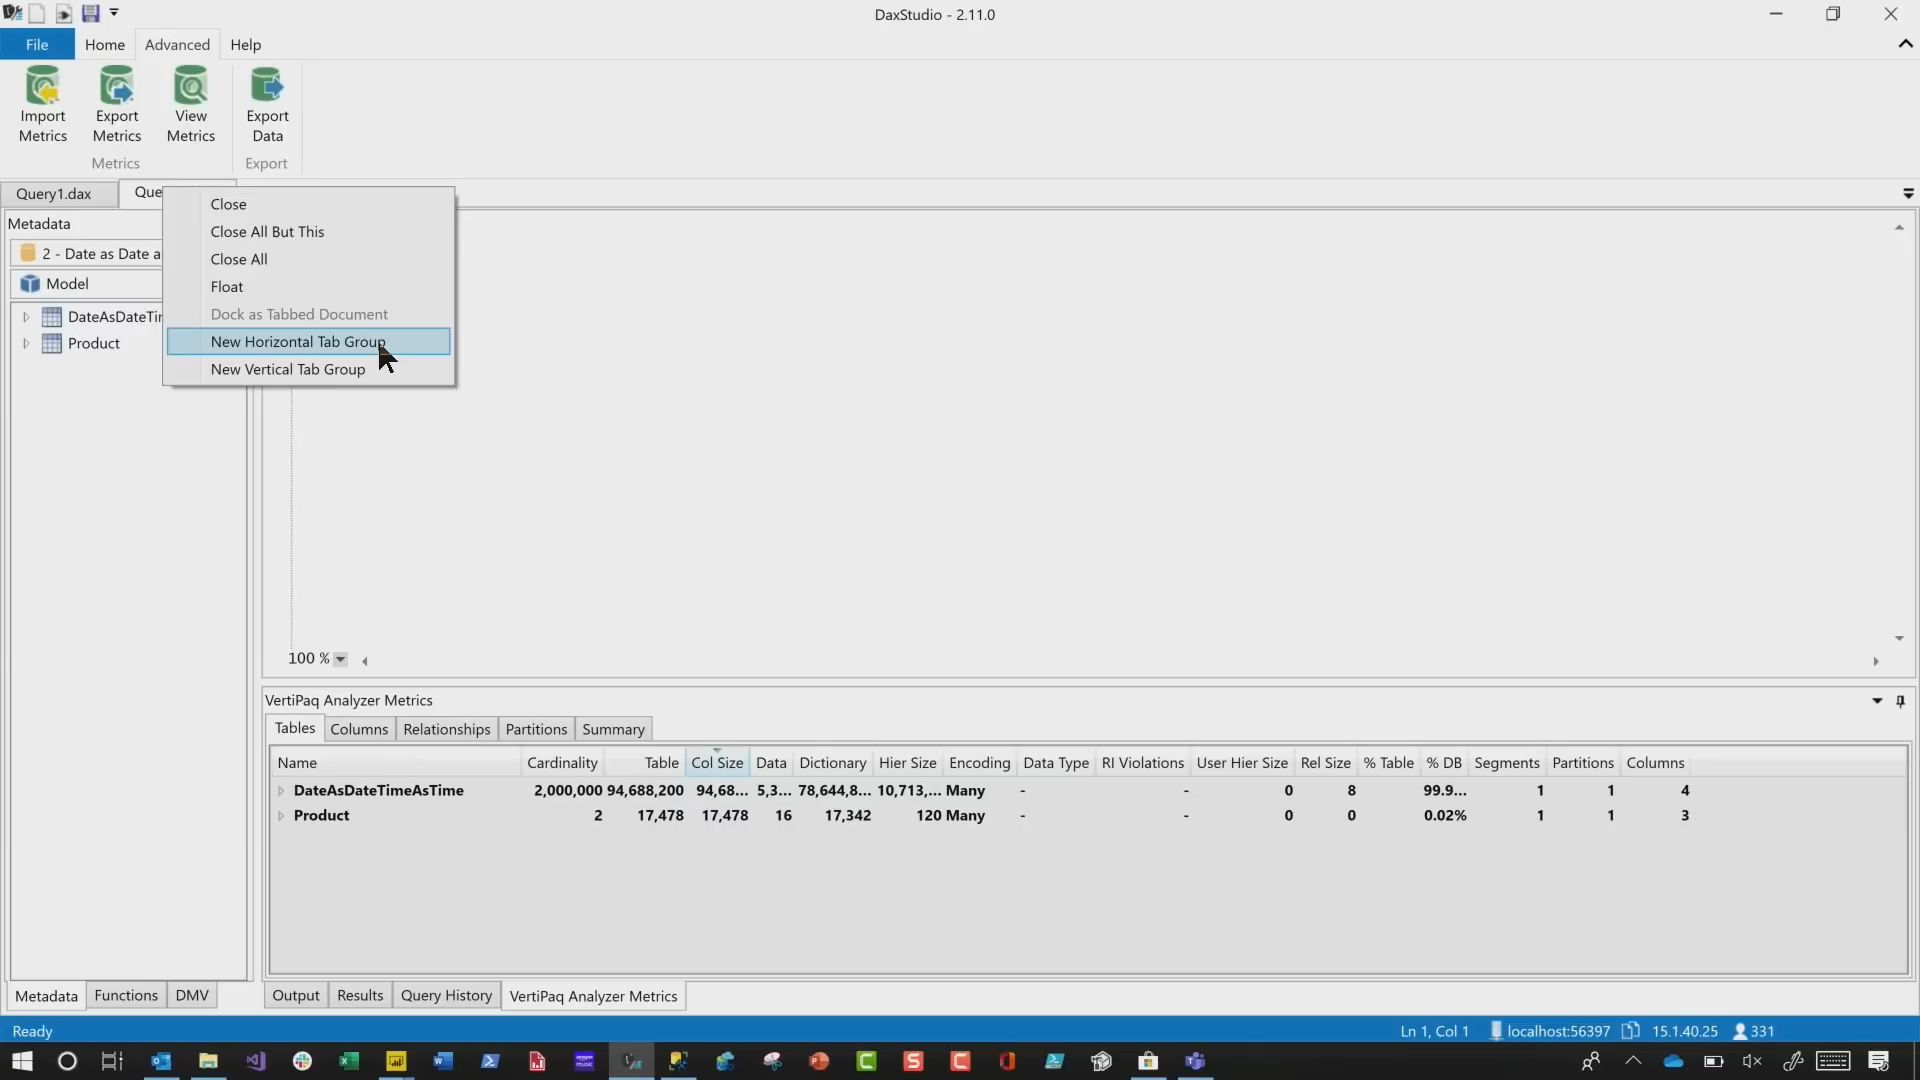 DaxStudio - 2.11.0
File Home Advanced Help
Import Metrics
Export Metrics
View Metrics
Export Data
Metrics
Export
Query1.dax
Que
Metadata
2 - Date as Date a
Model
DateAsDateTi
Product
Close
Close All But This
Close All
Float
Dock as Tabbed Document
New Horizontal Tab Group
New Vertical Tab Group
100 %
VertiPaq Analyzer Metrics
Tables Columns Relationships Partitions Summary
Name Cardinality Table Col Size Data Dictionary Hier Size Encoding Data Type RI Violations User Hier Size Rel Size % Table % DB Segments Partitions Columns
DateAsDateTimeAsTime 2,000,000 94,688,200 94,68... 5,3... 78,644,8... 10,713,... Many - - 0 8 99.9... 1 1 4
Product 2 17,478 17,478 16 17,342 120 Many - - 0 0 0.02% 1 1 3
Metadata Functions DMV
Output Results Query History VertiPaq Analyzer Metrics
Ready
Ln 1, Col 1 localhost:56397 15.1.40.25 331